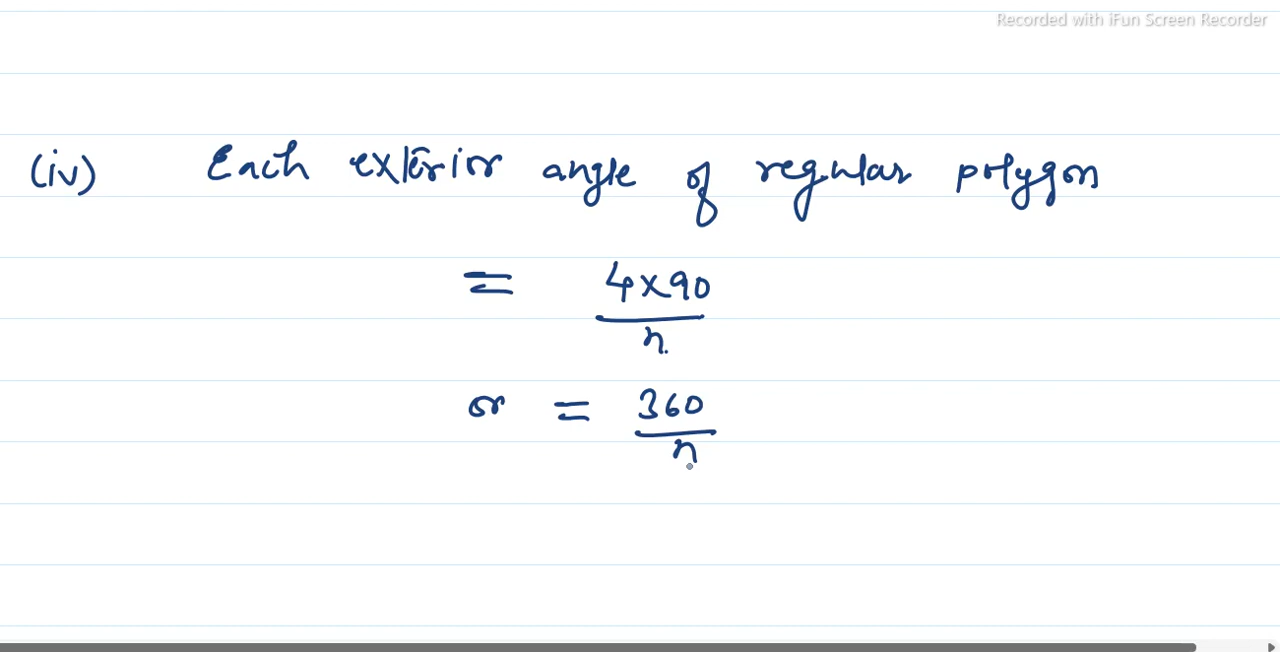 Recorded with iFun Screen Recorder
(iv) Each exterior angle of regular polygon
= 4×90
n
or = 360
n